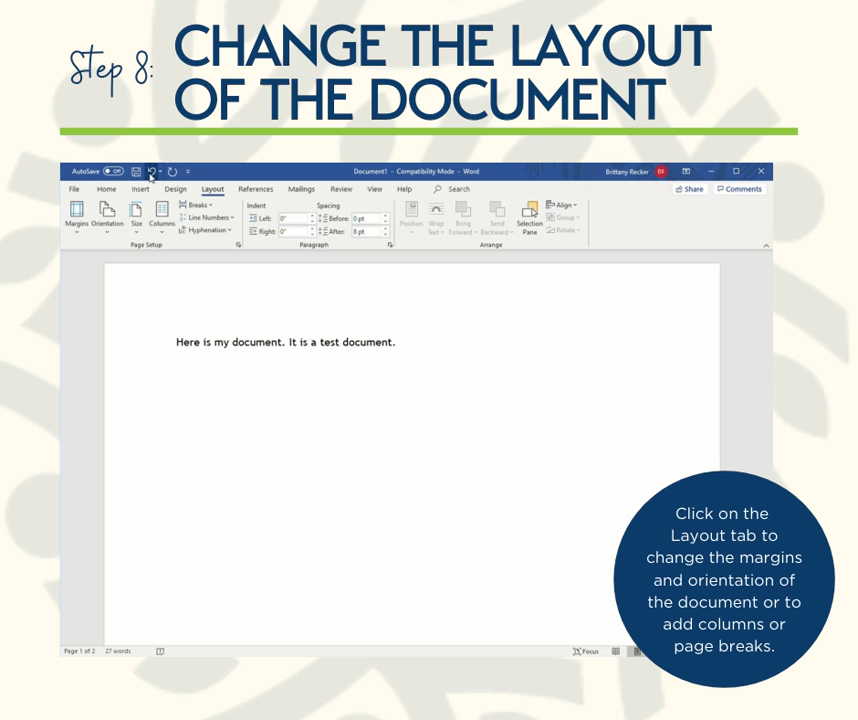 Step 8:
CHANGE THE LAYOUT
OF THE DOCUMENT
AutoSave Off Document1 - Compatibility Mode - Word Brittany Recker BR
File Home Insert Design Layout References Mailings Review View Help Search Share Comments
Margins Orientation Size Columns
Breaks
Line Numbers
Hyphenation
Page Setup
Indent Spacing
Left: 0" Before: 0 pt
Right: 0" After: 8 pt
Paragraph
Position Wrap Text Bring Forward Send Backward Selection Pane
Align
Group
Rotate
Arrange
Here is my document. It is a test document.
Click on the
Layout tab to
change the margins
and orientation of
the document or to
add columns or
page breaks.
Page 1 of 2 27 words Focus